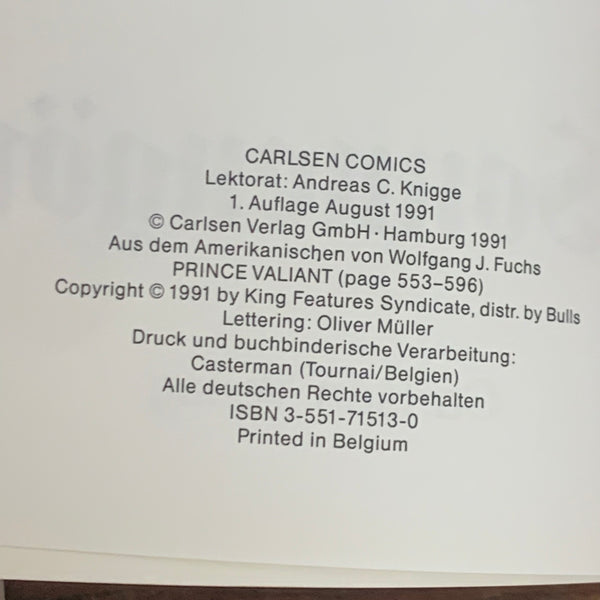 CARLSEN COMICS
Lektorat: Andreas C. Knigge
1. Auflage August 1991
© Carlsen Verlag GmbH · Hamburg 1991
Aus dem Amerikanischen von Wolfgang J. Fuchs
PRINCE VALIANT (page 553–596)
Copyright © 1991 by King Features Syndicate, distr. by Bulls
Lettering: Oliver Müller
Druck und buchbinderische Verarbeitung:
Casterman (Tournai/Belgien)
Alle deutschen Rechte vorbehalten
ISBN 3-551-71513-0
Printed in Belgium